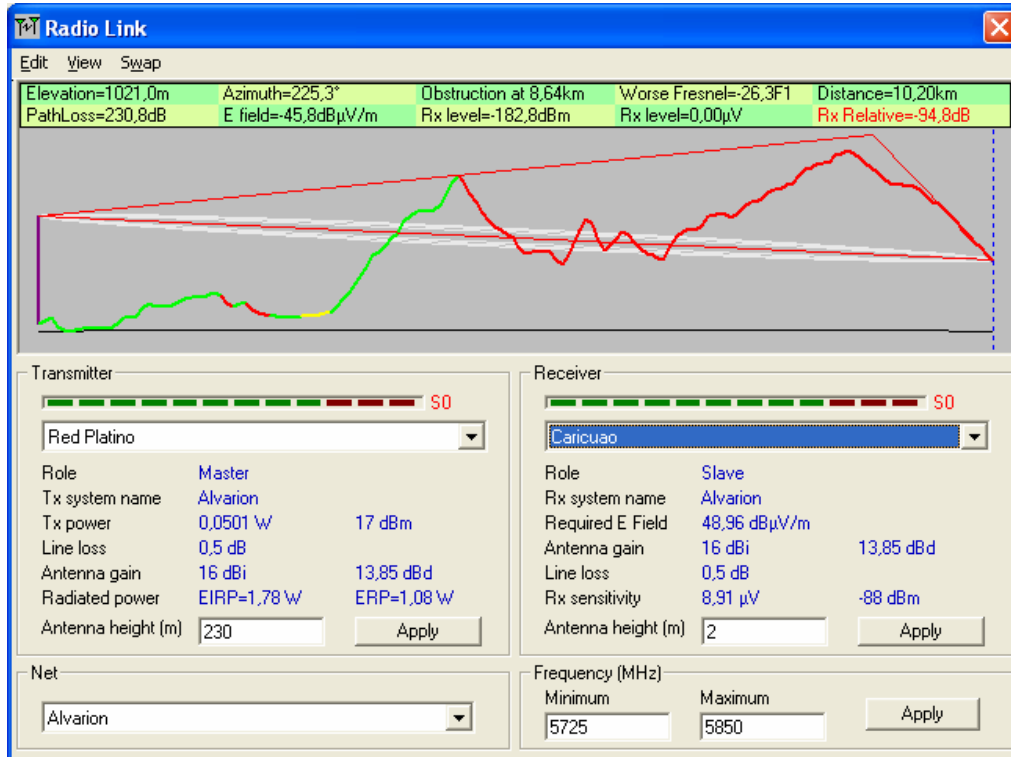 Radio Link
Edit View Swap
Elevation=1021,0m Azimuth=225,3° Obstruction at 8,64km Worse Fresnel=-26,3F1 Distance=10,20km
PathLoss=230,8dB E field=-45,8dBµV/m Rx level=-182,8dBm Rx level=0,00µV Rx Relative=-94,8dB
Transmitter
S0
Red Platino
Role Master
Tx system name Alvarion
Tx power 0,0501 W 17 dBm
Line loss 0,5 dB
Antenna gain 16 dBi 13,85 dBd
Radiated power EIRP=1,78 W ERP=1,08 W
Antenna height (m) 230 Apply
Receiver
S0
Caricuao
Role Slave
Rx system name Alvarion
Required E Field 48,96 dBµV/m
Antenna gain 16 dBi 13,85 dBd
Line loss 0,5 dB
Rx sensitivity 8,91 µV -88 dBm
Antenna height (m) 2 Apply
Net
Alvarion
Frequency (MHz)
Minimum Maximum
5725 5850 Apply